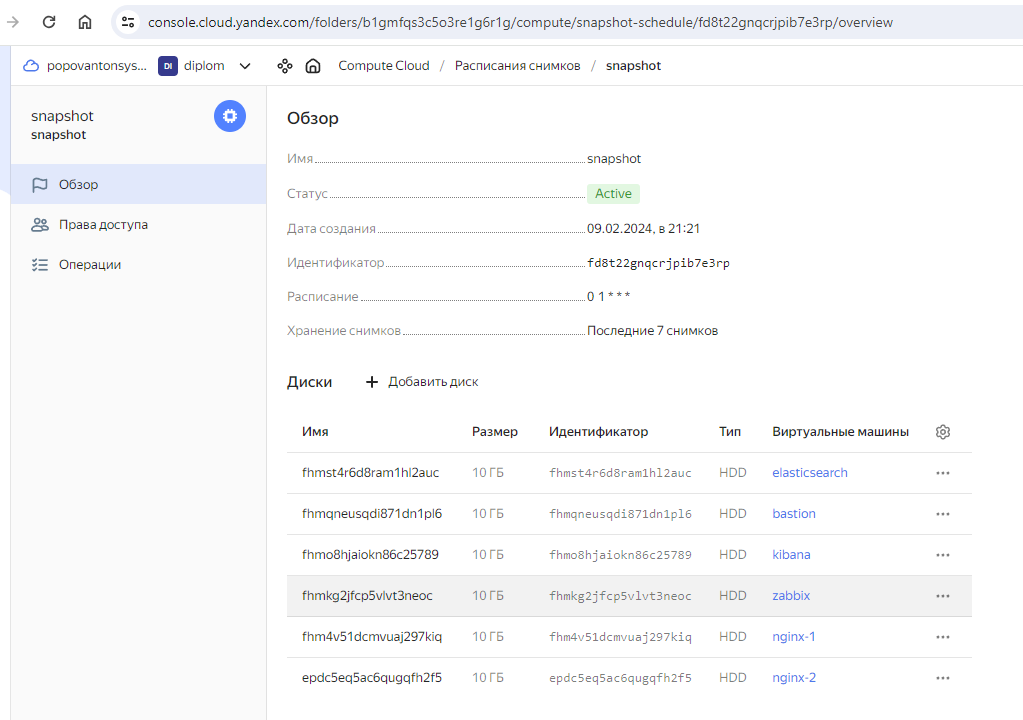 console.cloud.yandex.com/folders/b1gmfqs3c5o3re1g6r1g/compute/snapshot-schedule/fd8t22gnqcrjpib7e3rp/overview
popovantonsys... DI diplom Compute Cloud / Расписания снимков / snapshot
snapshot
snapshot
Обзор
Права доступа
Операции
Обзор
Имя snapshot
Статус Active
Дата создания 09.02.2024, в 21:21
Идентификатор fd8t22gnqcrjpib7e3rp
Расписание 0 1 * * *
Хранение снимков Последние 7 снимков
Диски + Добавить диск
Имя Размер Идентификатор Тип Виртуальные машины
fhmst4r6d8ram1hl2auc 10 ГБ fhmst4r6d8ram1hl2auc HDD elasticsearch
fhmqneusqdi871dn1pl6 10 ГБ fhmqneusqdi871dn1pl6 HDD bastion
fhmo8hjaiokn86c25789 10 ГБ fhmo8hjaiokn86c25789 HDD kibana
fhmkg2jfcp5vlvt3neoc 10 ГБ fhmkg2jfcp5vlvt3neoc HDD zabbix
fhm4v51dcmvuaj297kiq 10 ГБ fhm4v51dcmvuaj297kiq HDD nginx-1
epdc5eq5ac6qugqfh2f5 10 ГБ epdc5eq5ac6qugqfh2f5 HDD nginx-2